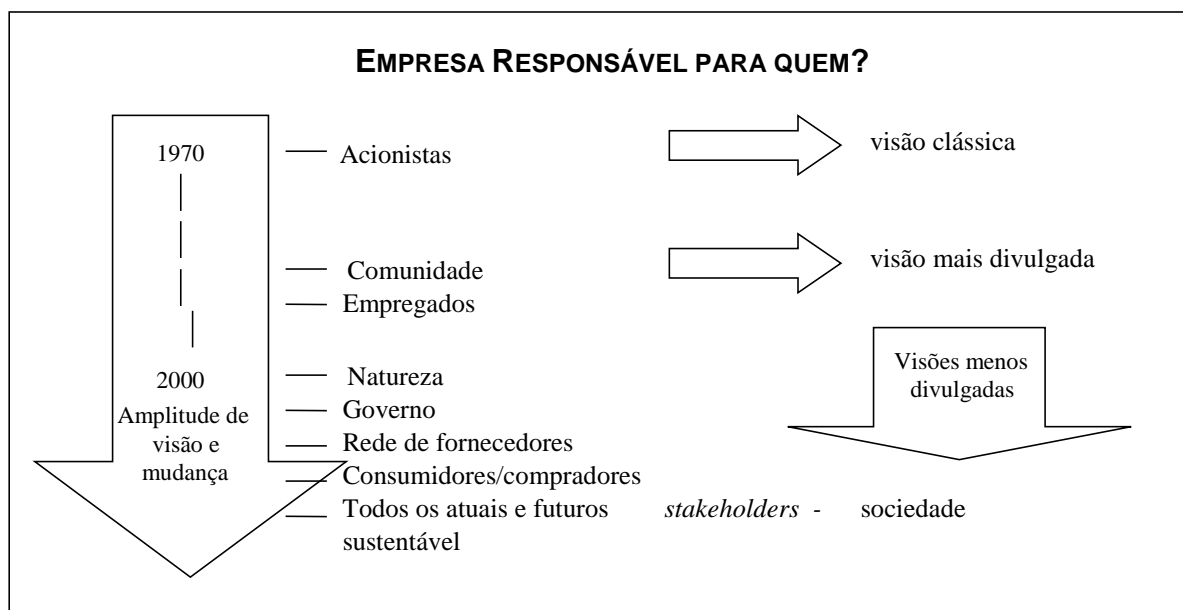 EMPRESA RESPONSÁVEL PARA QUEM?
1970
Acionistas
visão clássica
Comunidade
visão mais divulgada
Empregados
2000
Natureza
Visões menos
divulgadas
Amplitude de
visão e
mudança
Governo
Rede de fornecedores
Consumidores/compradores
Todos os atuais e futuros stakeholders - sociedade
sustentável